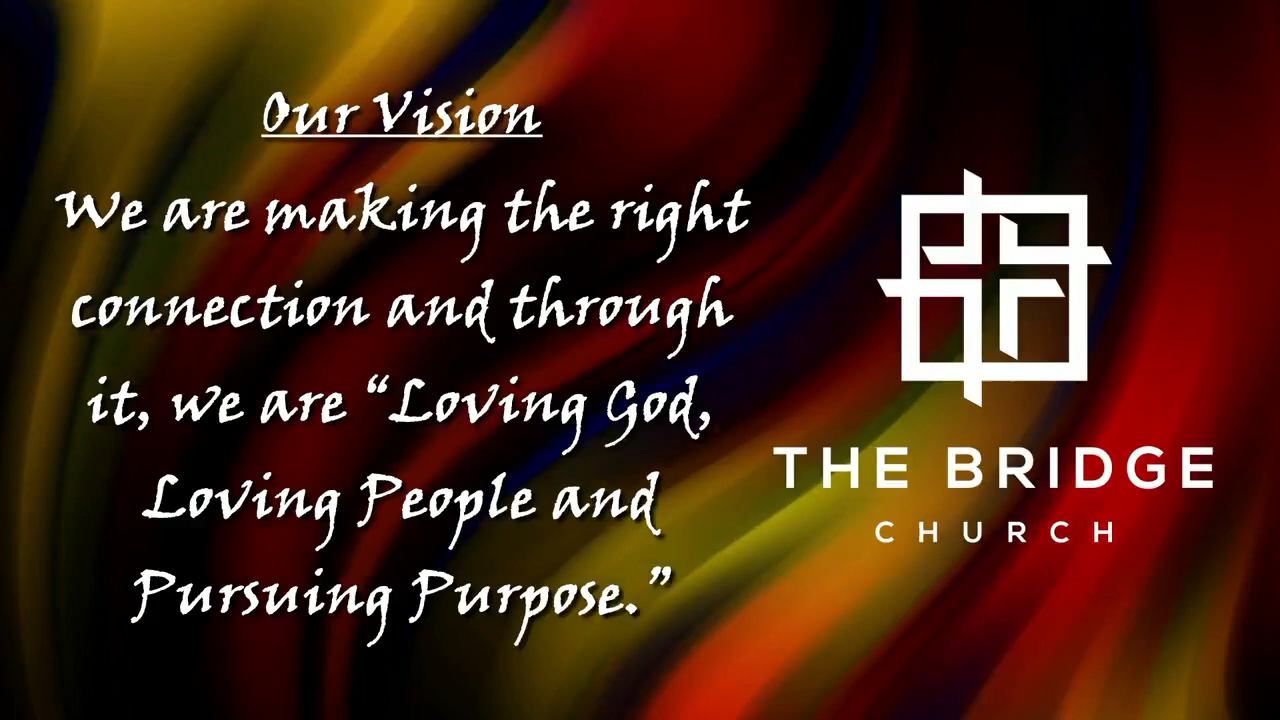 Our Vision
We are making the right
connection and through
it, we are “Loving God,
Loving People and
Pursuing Purpose.”
THE BRIDGE
CHURCH